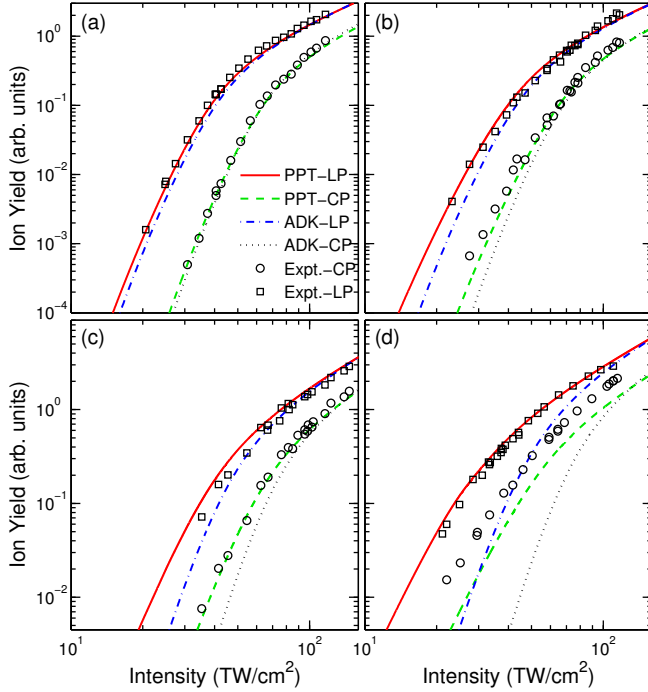 (a)
(b)
10^0
10^-1
10^-2
10^-3
10^-4
Ion Yield (arb. units)
PPT−LP
PPT−CP
ADK−LP
ADK−CP
Expt.−CP
Expt.−LP
(c)
(d)
10^0
10^-1
10^-2
Ion Yield (arb. units)
10^1
10^2
10^1
10^2
Intensity (TW/cm^2)
Intensity (TW/cm^2)